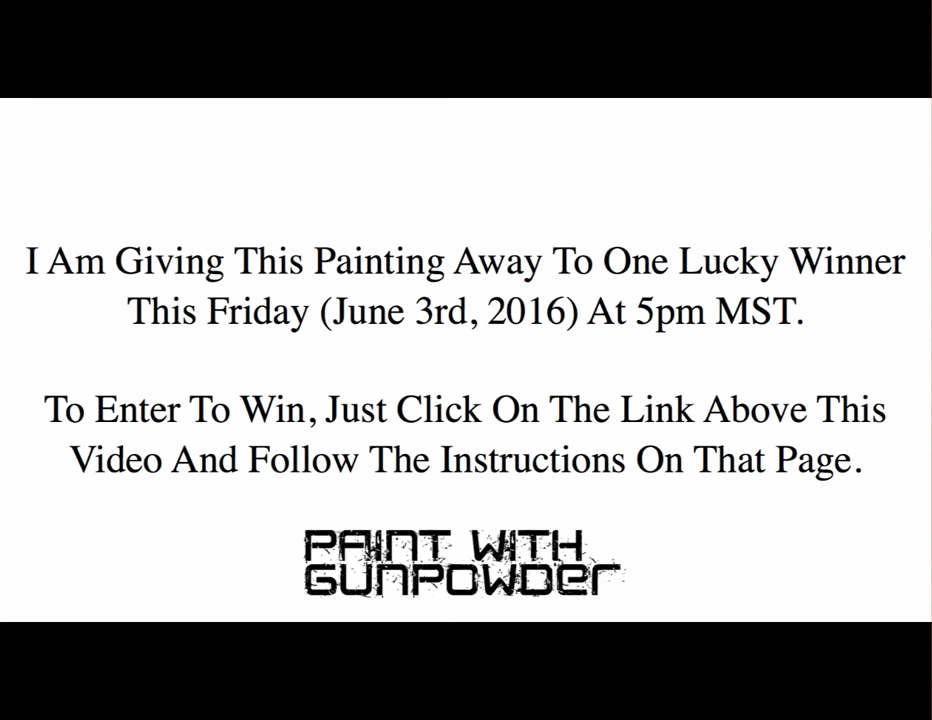 I Am Giving This Painting Away To One Lucky Winner
This Friday (June 3rd, 2016) At 5pm MST.
To Enter To Win, Just Click On The Link Above This
Video And Follow The Instructions On That Page.
PAINT WITH
GUNPOWDER